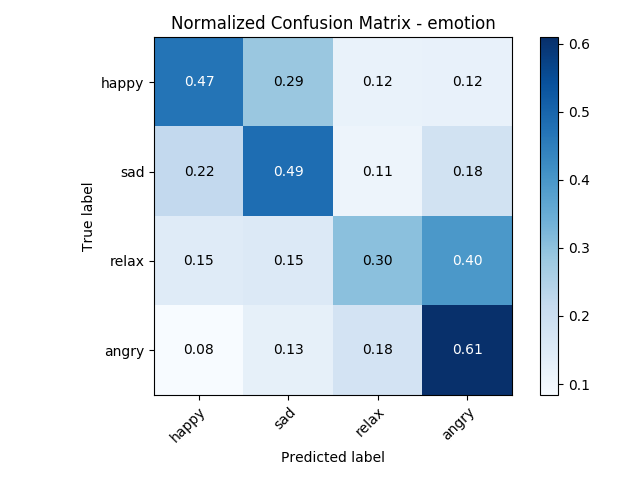 Normalized Confusion Matrix - emotion
True label
happy 0.47 0.29 0.12 0.12
sad 0.22 0.49 0.11 0.18
relax 0.15 0.15 0.30 0.40
angry 0.08 0.13 0.18 0.61
happy sad relax angry
Predicted label
0.6
0.5
0.4
0.3
0.2
0.1